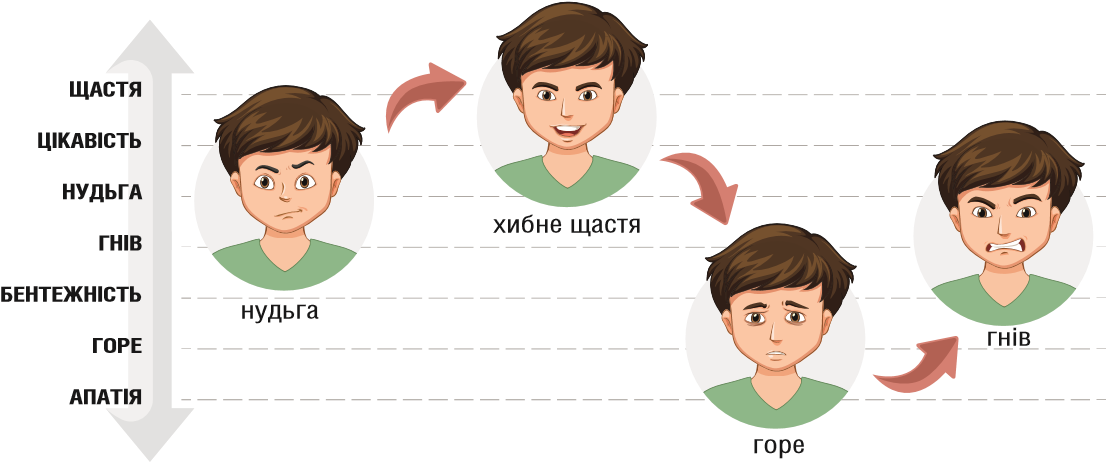 ЩАСТЯ
ЦІКАВІСТЬ
НУДЬГА
ГНІВ
БЕНТЕЖНІСТЬ
ГОРЕ
АПАТІЯ
нудьга
хибне щастя
горе
гнів